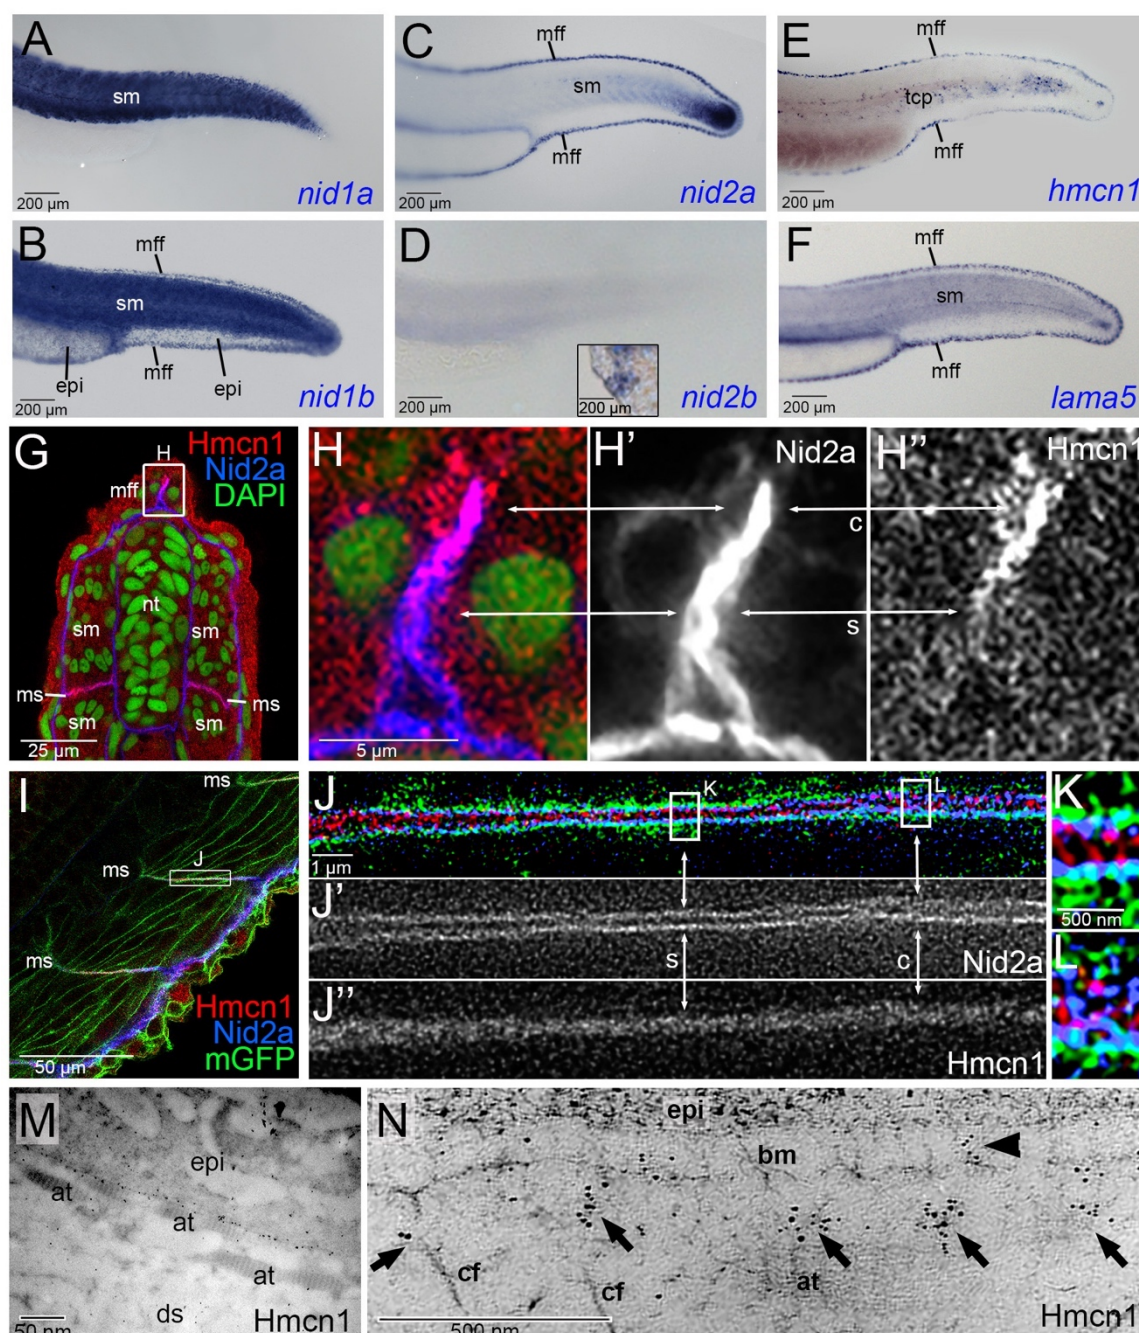 A
sm
200 µm
nid1a
C
mff
sm
mff
200 µm
nid2a
E
mff
tcp
mff
200 µm
hmcn1
B
mff
sm
epi
mff
epi
200 µm
nid1b
D
200 µm
200 µm
nid2b
F
mff
sm
mff
200 µm
lama5
G
Hmcn1
Nid2a
DAPI
H
mff
nt
sm
sm
ms
ms
sm
sm
25 µm
H
5 µm
H'
Nid2a
c
s
H''
Hmcn1
I
ms
J
ms
ms
Hmcn1
Nid2a
mGFP
50 µm
J
K
L
1 µm
J'
s
c
Nid2a
J''
Hmcn1
K
500 nm
L
M
epi
at
at
at
ds
50 nm
Hmcn1
N
epi
bm
cf
cf
at
500 nm
Hmcn1